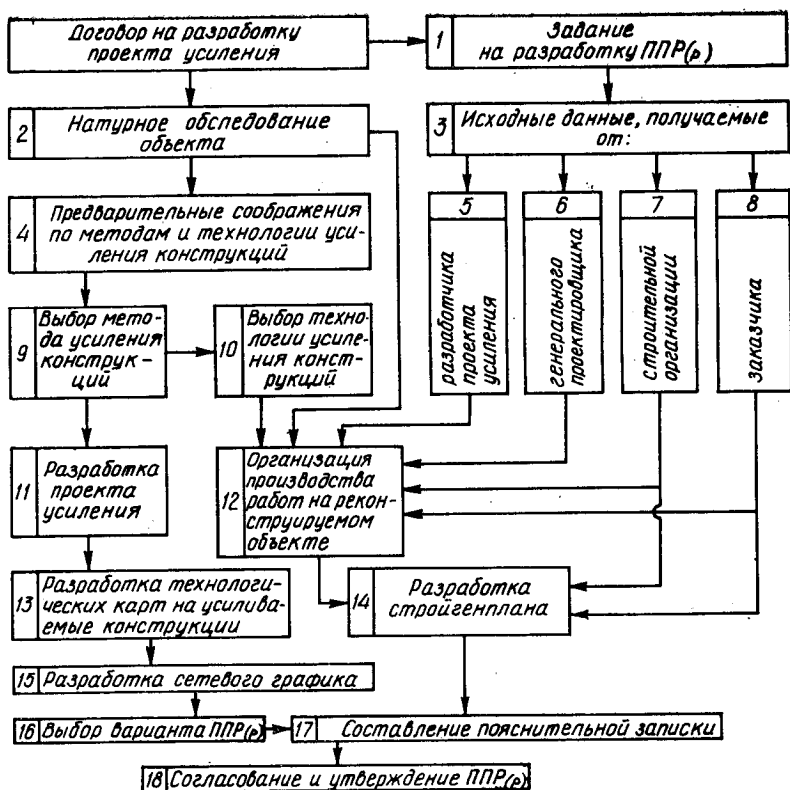 Договор на разработку
проекта усиления
1
Задание
на разработку ППР(р)
2
Натурное обследование
объекта
3
Исходные данные, получаемые
от:
4
Предварительные соображения
по методам и технологии уси-
ления конструкций
5
разработчика
проекта
усиления
6
генерального
проектировщика
7
строительной
организации
8
заказчика
9
Выбор мето-
да усиления
конструк-
ций
10
Выбор техно-
логии усиле-
ния конст-
рукций
11
Разработка
проекта
усиления
12
Организация
производства
работ на рекон-
струируемом
объекте
13
Разработка технологи-
ческих карт на усилива-
емые конструкции
14
Разработка
стройгенплана
15 Разработка сетевого графика
16 Выбор варианта ППР(р)
17 Составление пояснительной записки
18 Согласование и утверждение ППР(р)